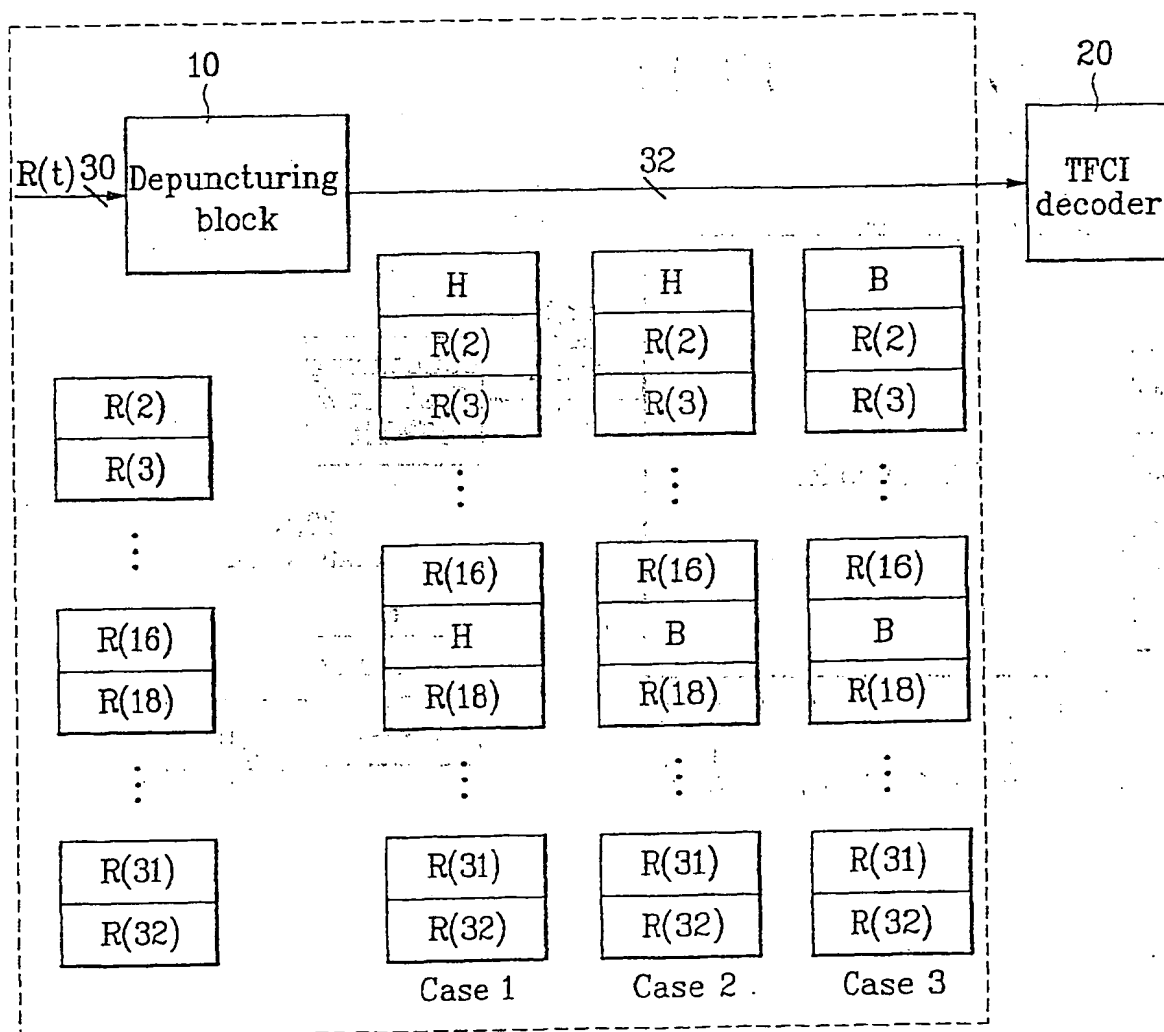 10
20
R(t) 30
Depuncturing
block
32
TFCI
decoder
R(2)
R(3)
R(16)
R(18)
R(31)
R(32)
H
R(2)
R(3)
R(16)
H
R(18)
R(31)
R(32)
Case 1
H
R(2)
R(3)
R(16)
B
R(18)
R(31)
R(32)
Case 2
B
R(2)
R(3)
R(16)
B
R(18)
R(31)
R(32)
Case 3